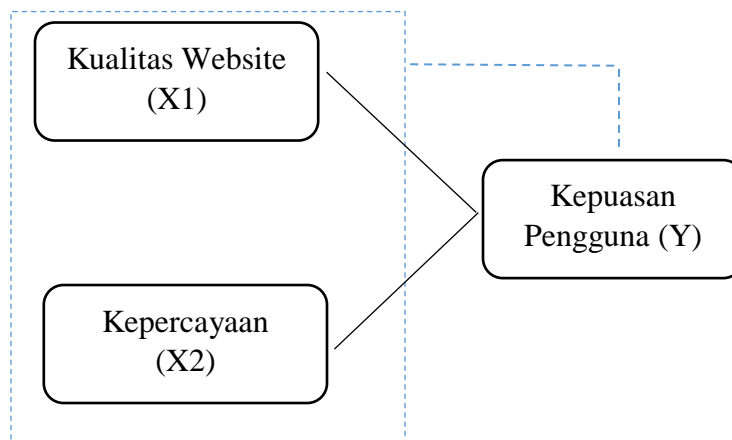 Kualitas Website
(X1)
Kepuasan
Pengguna (Y)
Kepercayaan
(X2)